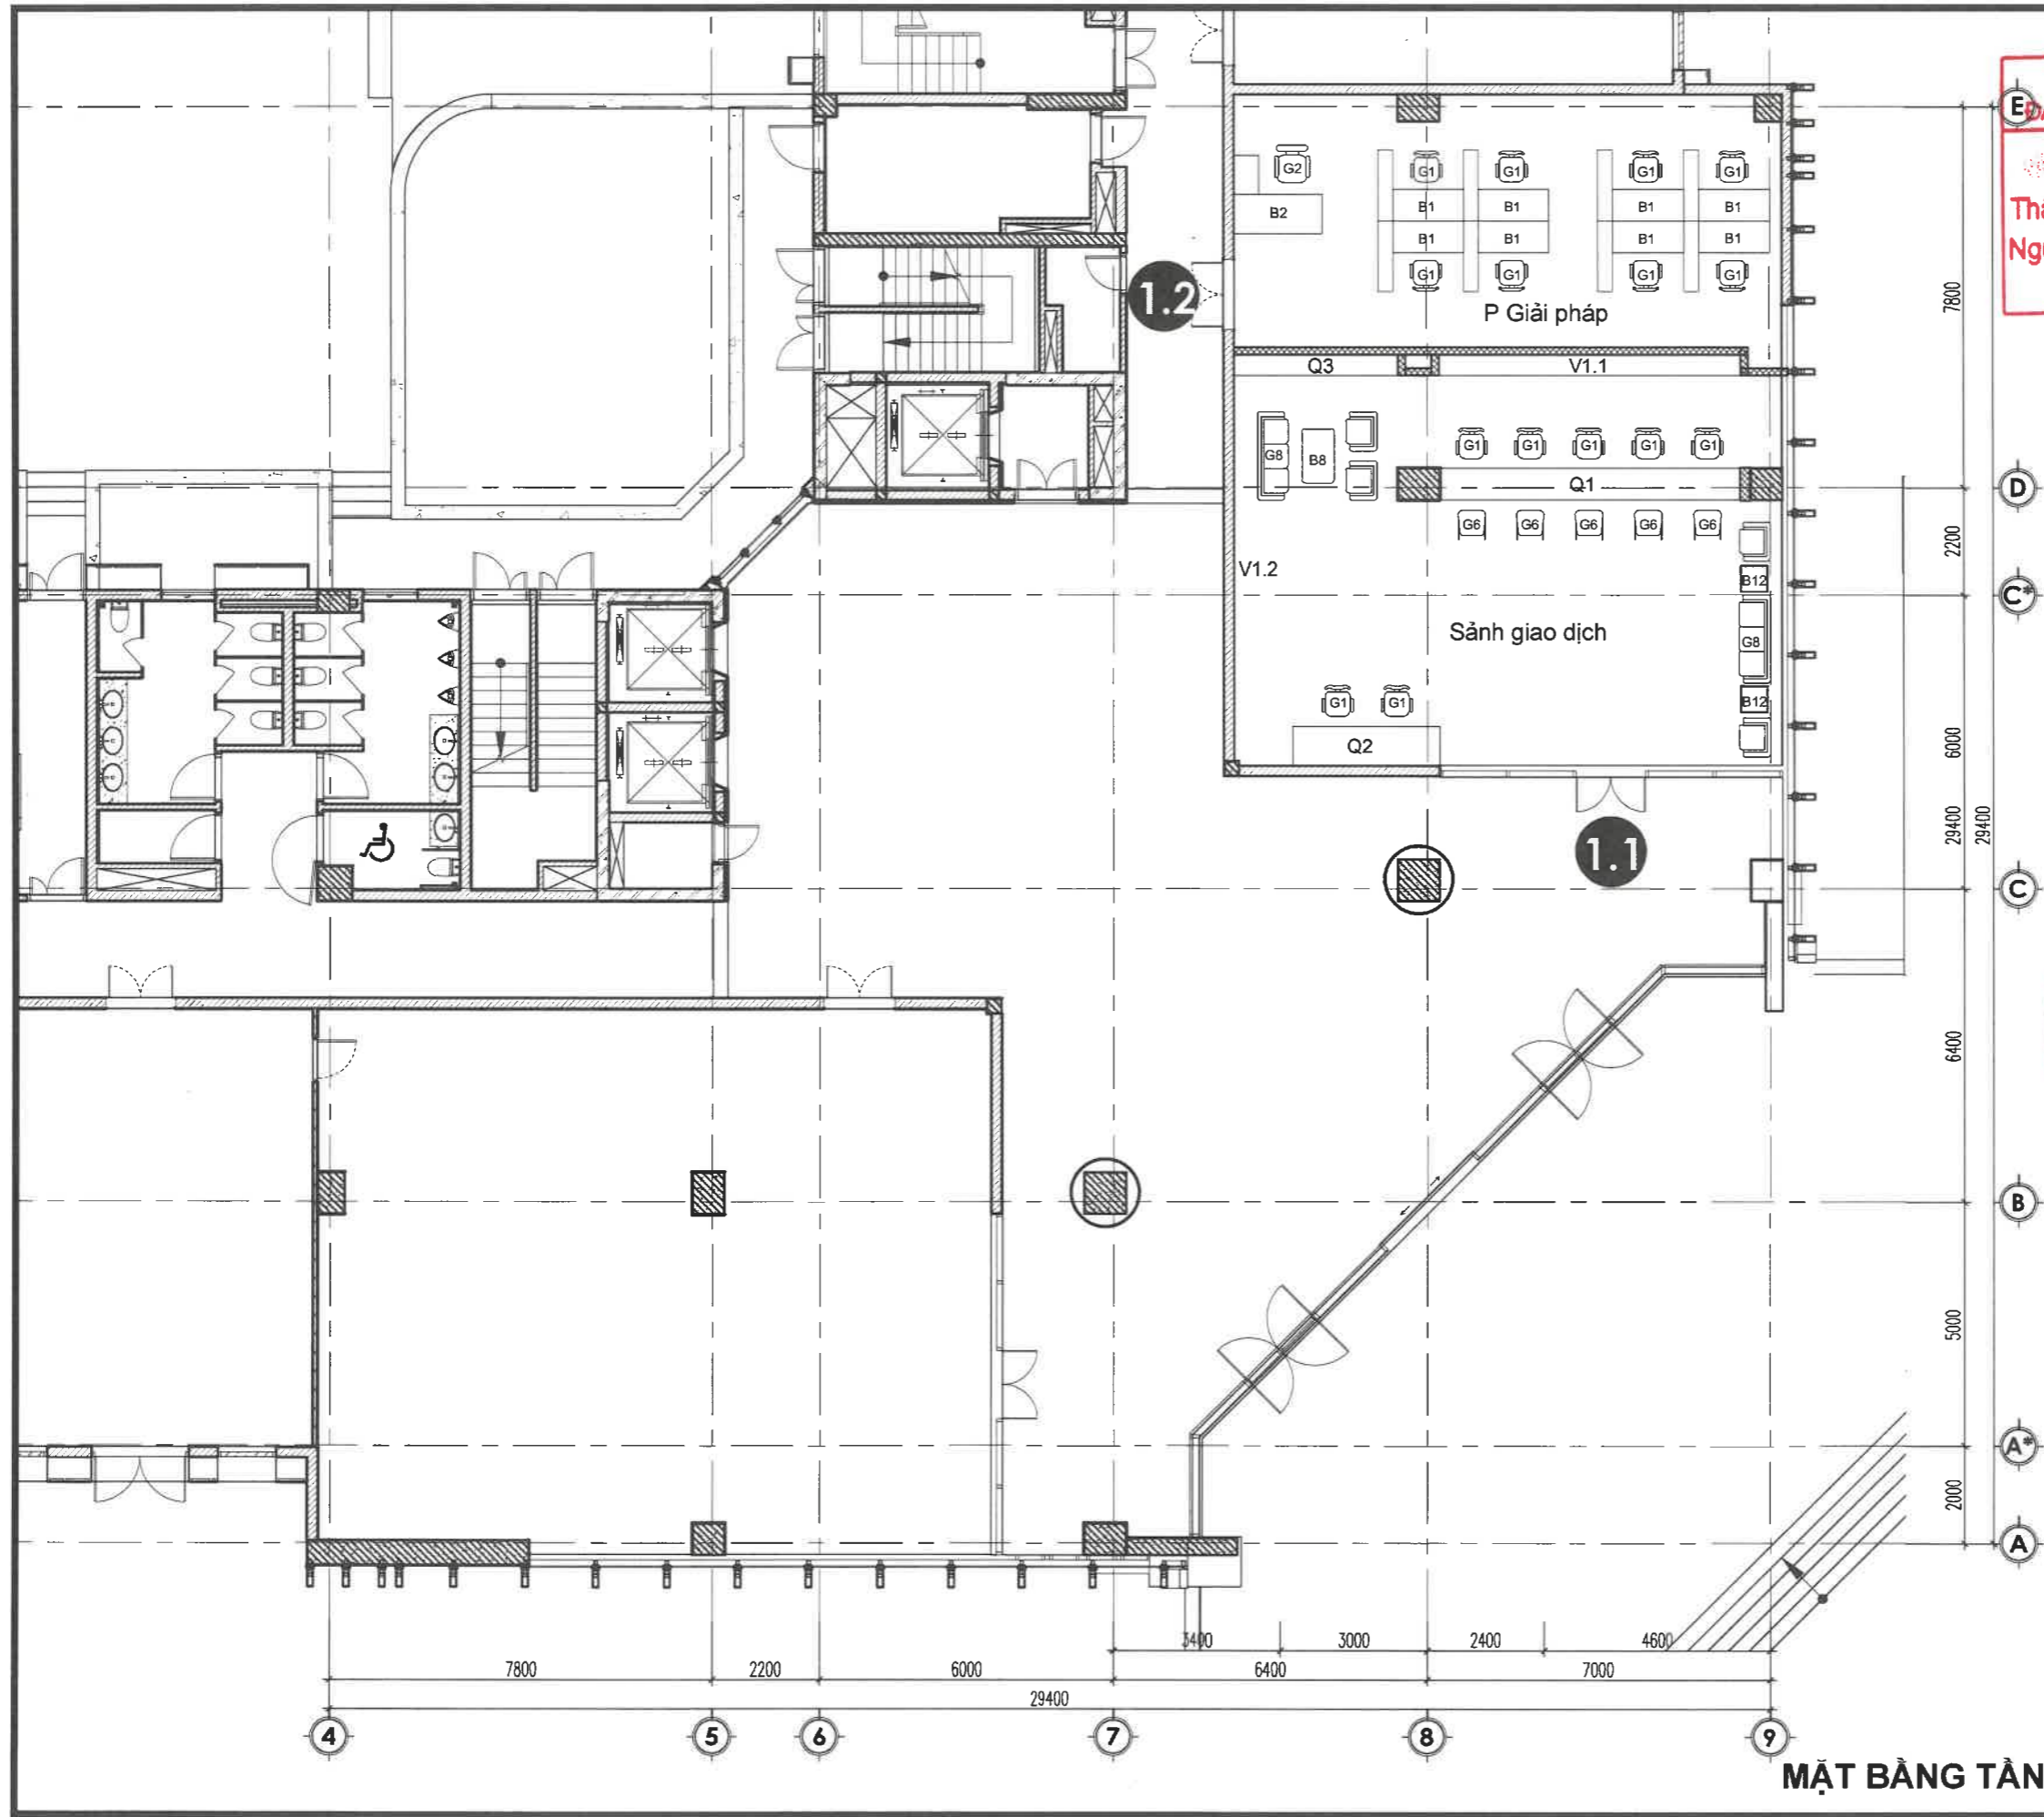 E
Thá
G2
G1
G1
G1
G1
B2
B1
B1
B1
B1
B1
B1
B1
B1
G1
G1
G1
G1
1.2
P Giải pháp
7800
Q3
V1.1
G8
B8
G1
G1
G1
G1
G1
Q1
D
G6
G6
G6
G6
G6
2200
V1.2
B12
C*
Sảnh giao dịch
G8
G1
G1
B12
Q2
6000
1.1
29400
29400
C
6400
B
5000
A*
2000
A
3400
3000
2400
4600
7800
2200
6000
6400
7000
29400
4
5
6
7
8
9
MẶT BẰNG TẦN